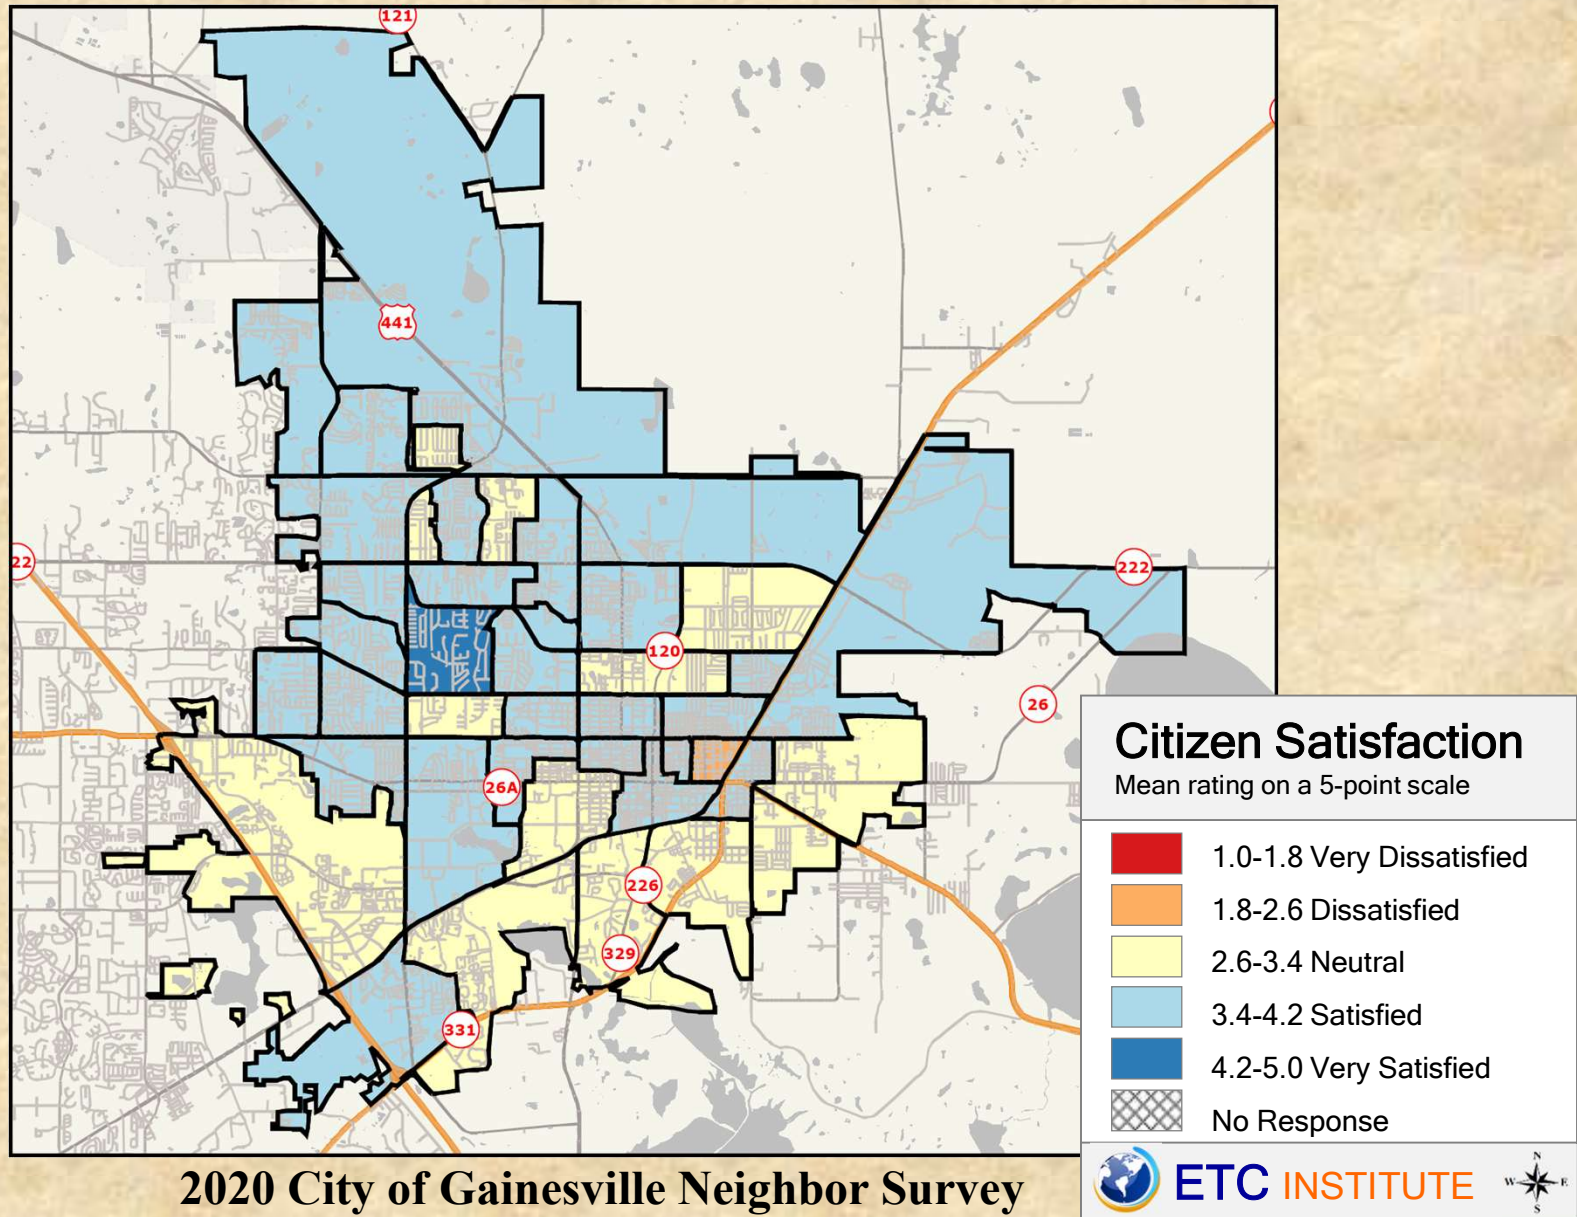 121
441
22
222
120
26
26A
226
329
331
Citizen Satisfaction
Mean rating on a 5-point scale
1.0-1.8 Very Dissatisfied
1.8-2.6 Dissatisfied
2.6-3.4 Neutral
3.4-4.2 Satisfied
4.2-5.0 Very Satisfied
No Response
ETC INSTITUTE
N
W E
S
2020 City of Gainesville Neighbor Survey